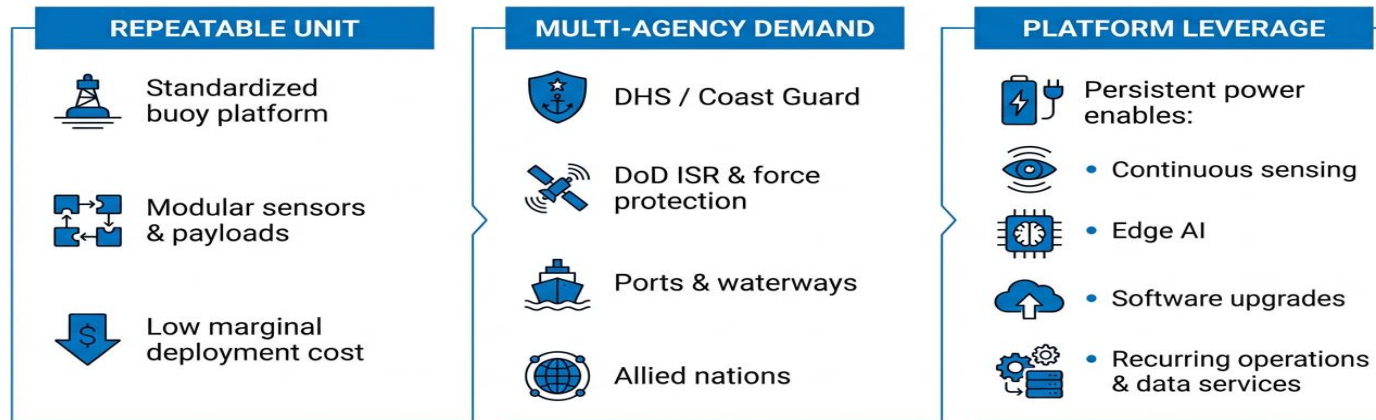 REPEATABLE UNIT
Standardized
buoy platform
Modular sensors
& payloads
$
Low marginal
deployment cost
MULTI-AGENCY DEMAND
DHS / Coast Guard
DoD ISR & force
protection
Ports & waterways
Allied nations
PLATFORM LEVERAGE
Persistent power
enables:
• Continuous sensing
• Edge AI
• Software upgrades
• Recurring operations
& data services